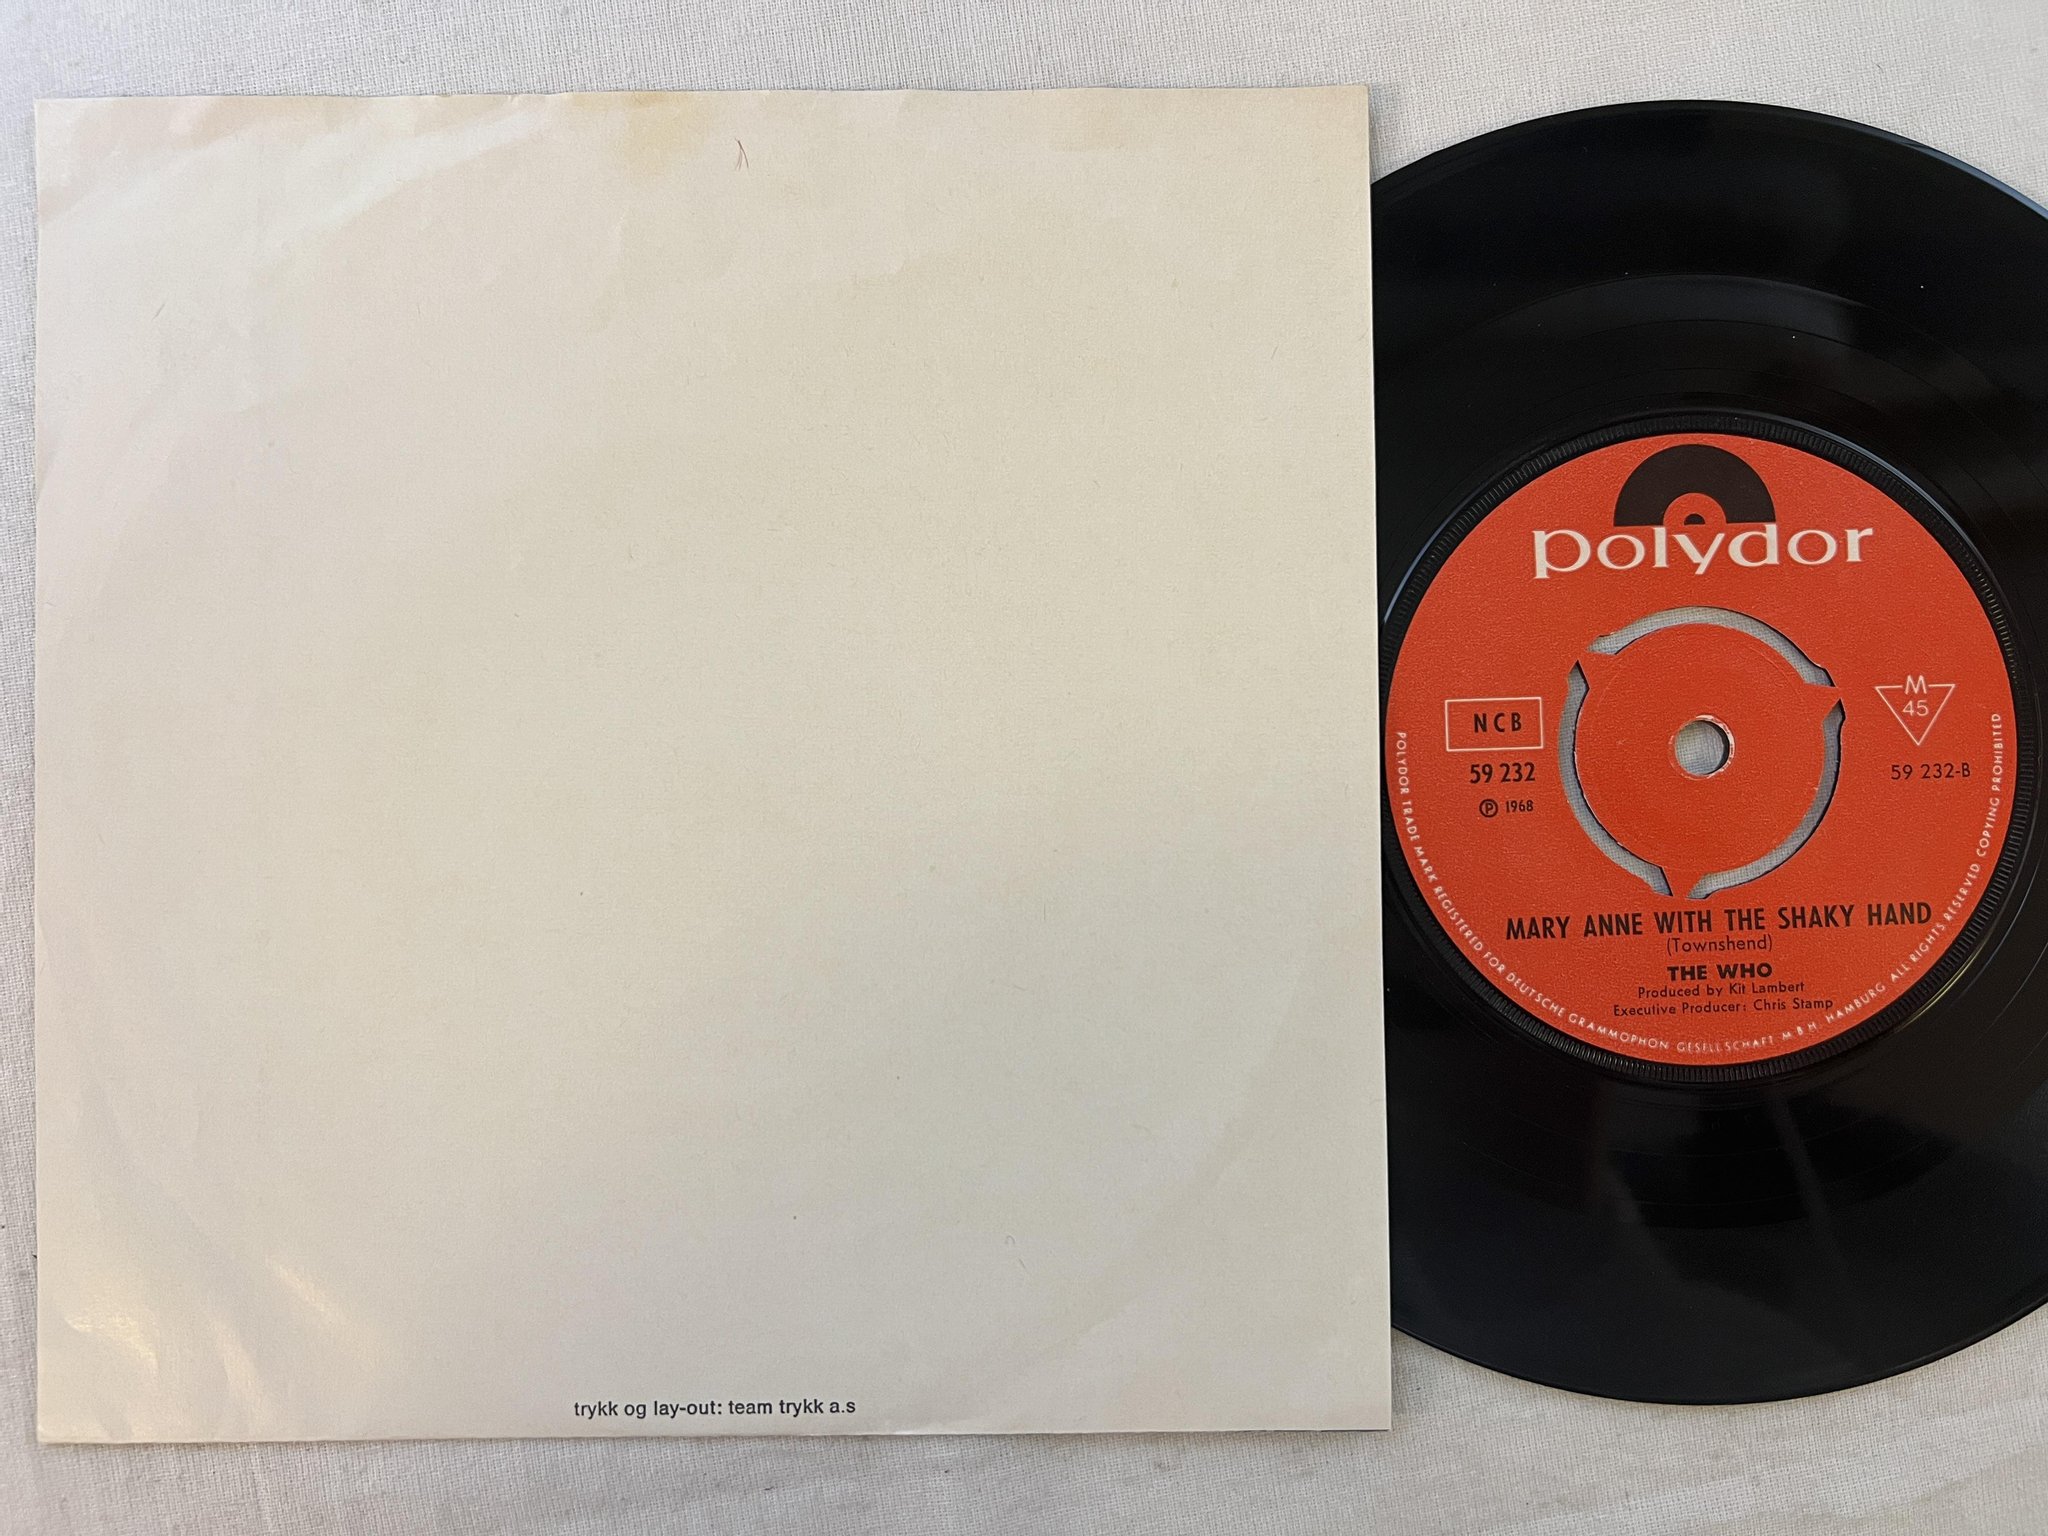 polydor
NCB
M
45
59 232
59 232-B
℗ 1968
MARY ANNE WITH THE SHAKY HAND
(Townshend)
THE WHO
Produced by Kit Lambert
Executive Producer: Chris Stamp
POLYDOR TRADE MARK REGISTERED FOR DEUTSCHE GRAMMOPHON GESELLSCHAFT M.B.H. HAMBURG ALL RIGHTS RESERVED COPYING PROHIBITED
trykk og lay-out: team trykk a.s